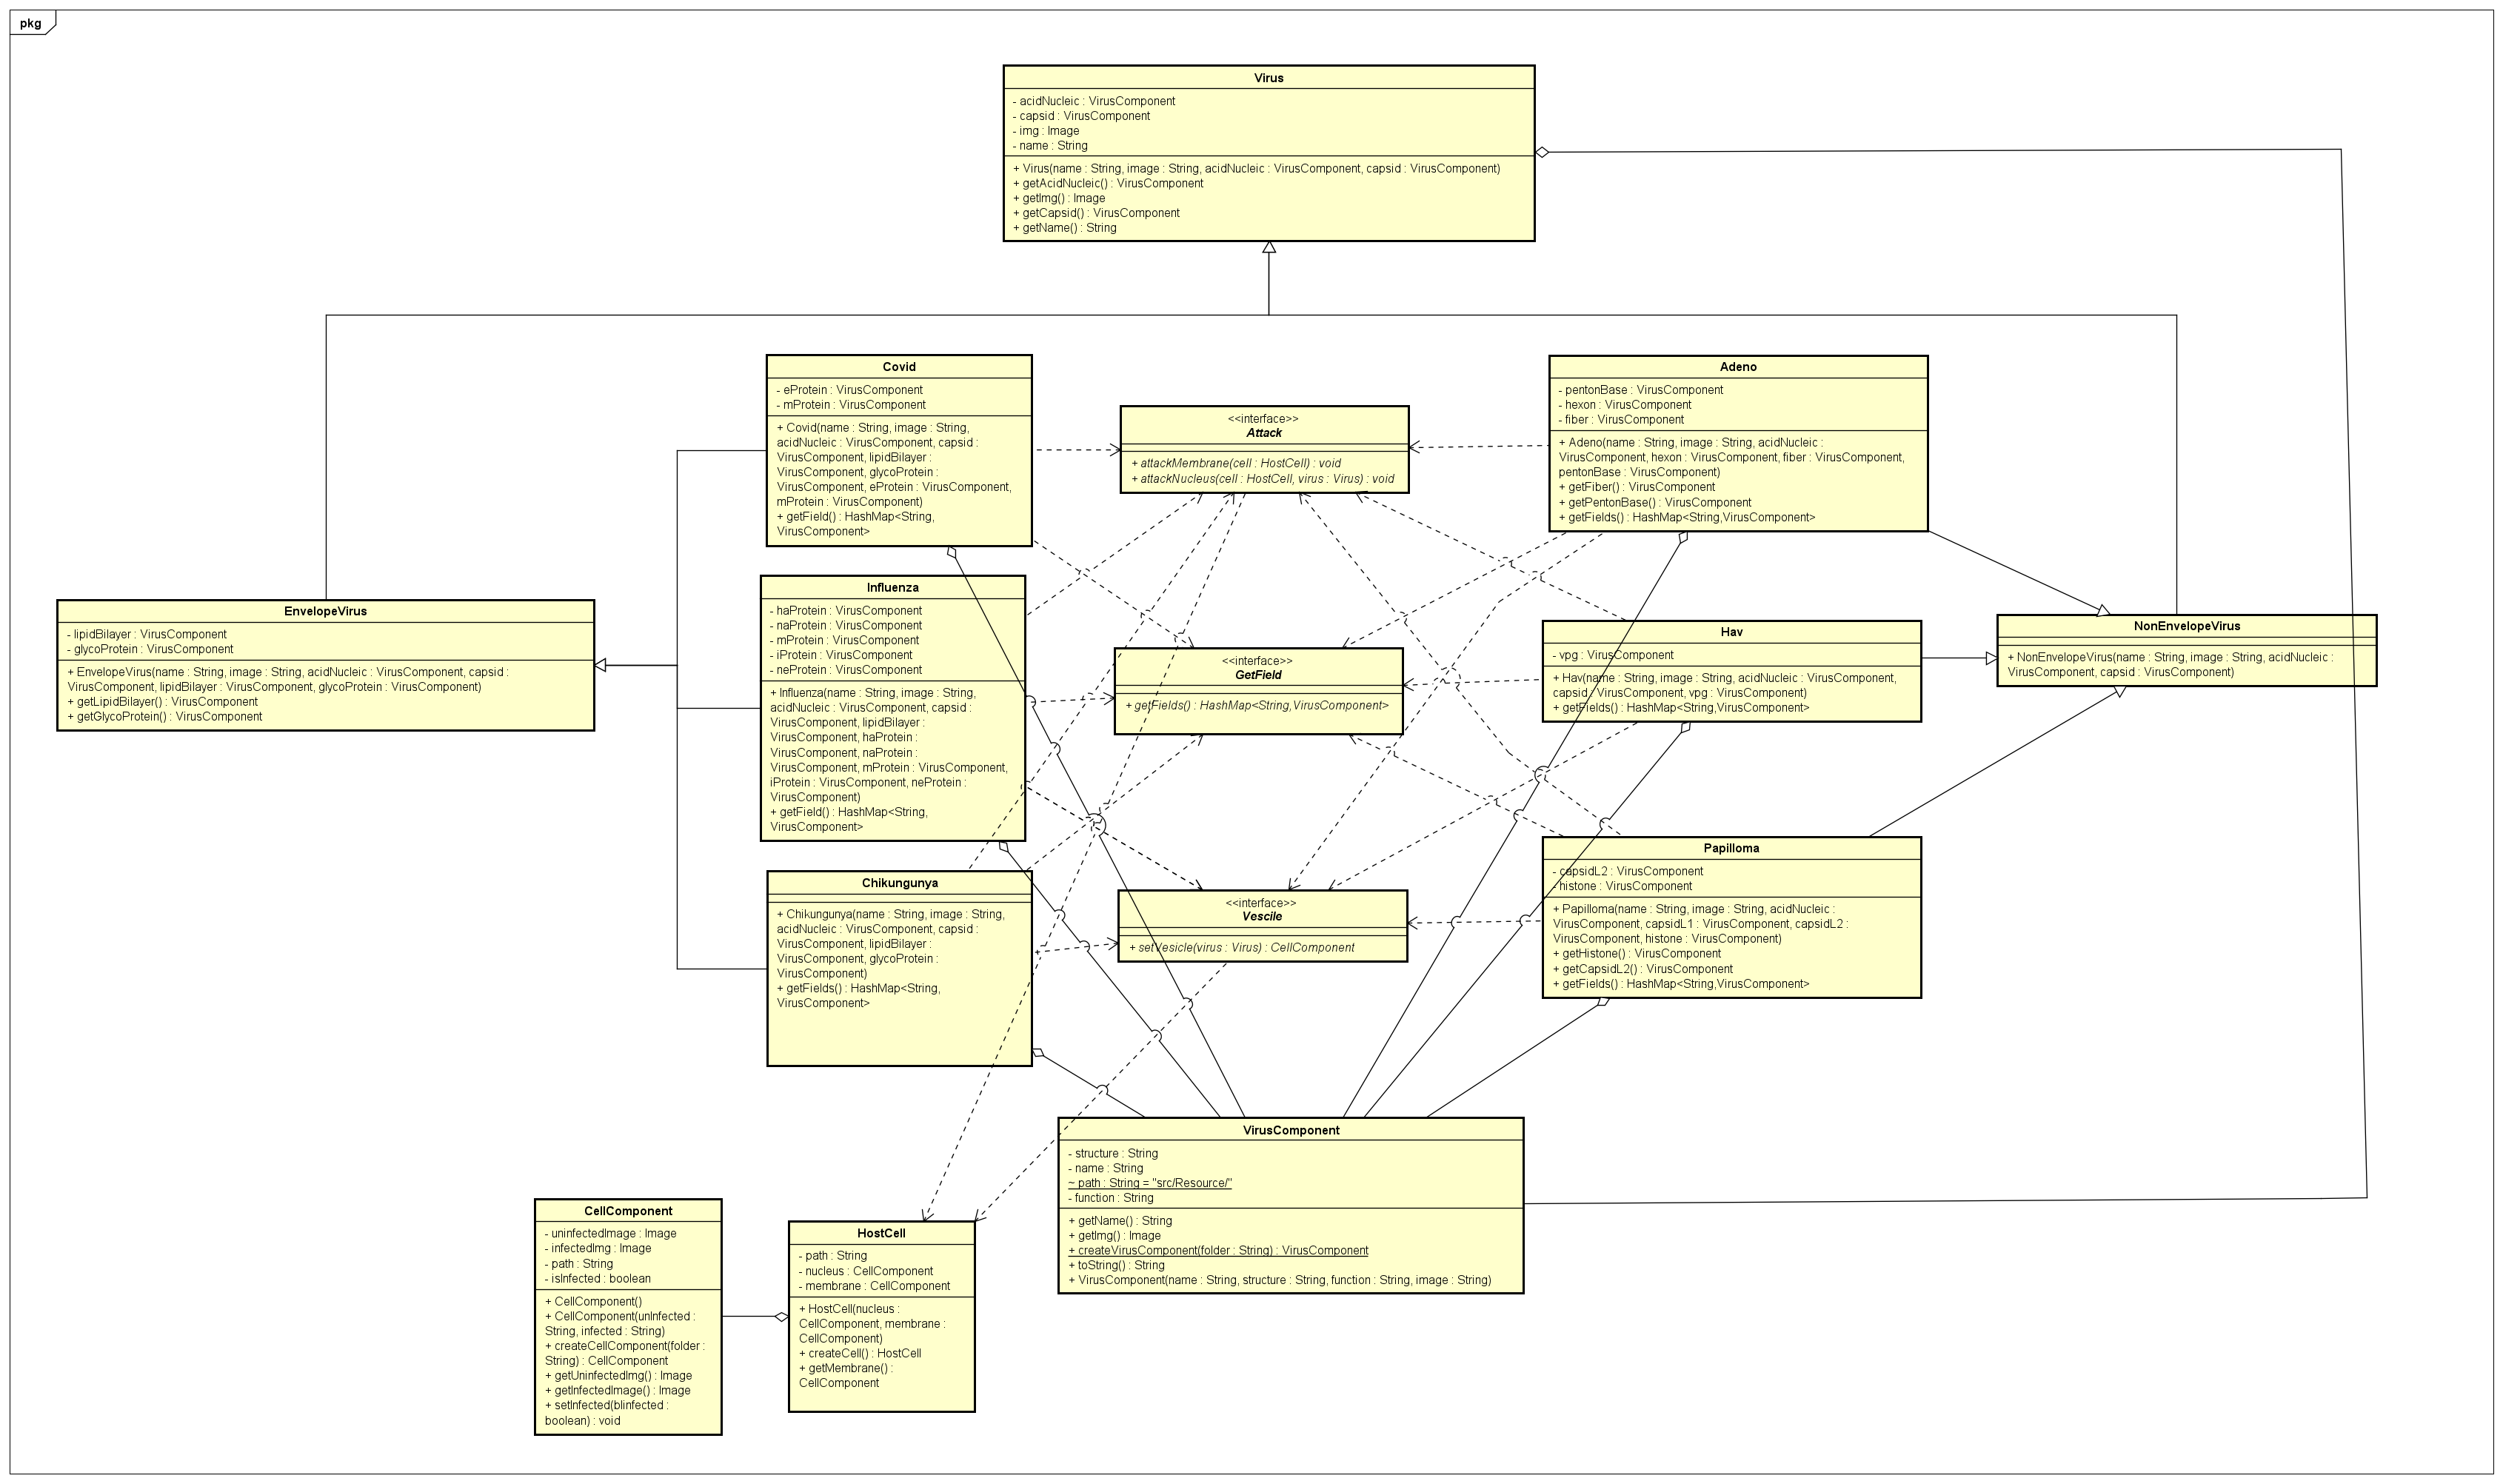 pkg
Virus
- acidNucleic : VirusComponent
- capsid : VirusComponent
- img : Image
- name : String
+ Virus(name : String, image : String, acidNucleic : VirusComponent, capsid : VirusComponent)
+ getAcidNucleic() : VirusComponent
+ getImg() : Image
+ getCapsid() : VirusComponent
+ getName() : String
Covid
- eProtein : VirusComponent
- mProtein : VirusComponent
+ Covid(name : String, image : String,
acidNucleic : VirusComponent, capsid :
VirusComponent, lipidBilayer :
VirusComponent, glycoProtein :
VirusComponent, eProtein : VirusComponent,
mProtein : VirusComponent)
+ getField() : HashMap<String,
VirusComponent>
<<interface>>
Attack
+ attackMembrane(cell : HostCell) : void
+ attackNucleus(cell : HostCell, virus : Virus) : void
Adeno
- pentonBase : VirusComponent
- hexon : VirusComponent
- fiber : VirusComponent
+ Adeno(name : String, image : String, acidNucleic :
VirusComponent, hexon : VirusComponent, fiber : VirusComponent,
pentonBase : VirusComponent)
+ getFiber() : VirusComponent
+ getPentonBase() : VirusComponent
+ getFields() : HashMap<String,VirusComponent>
EnvelopeVirus
- lipidBilayer : VirusComponent
- glycoProtein : VirusComponent
+ EnvelopeVirus(name : String, image : String, acidNucleic : VirusComponent, capsid :
VirusComponent, lipidBilayer : VirusComponent, glycoProtein : VirusComponent)
+ getLipidBilayer() : VirusComponent
+ getGlycoProtein() : VirusComponent
Influenza
- haProtein : VirusComponent
- naProtein : VirusComponent
- mProtein : VirusComponent
- iProtein : VirusComponent
- neProtein : VirusComponent
+ Influenza(name : String, image : String,
acidNucleic : VirusComponent, capsid :
VirusComponent, lipidBilayer :
VirusComponent, haProtein :
VirusComponent, naProtein :
VirusComponent, mProtein : VirusComponent,
iProtein : VirusComponent, neProtein :
VirusComponent)
+ getField() : HashMap<String,
VirusComponent>
<<interface>>
GetField
+ getFields() : HashMap<String,VirusComponent>
Hav
- vpg : VirusComponent
+ Hav(name : String, image : String, acidNucleic : VirusComponent,
capsid : VirusComponent, vpg : VirusComponent)
+ getFields() : HashMap<String,VirusComponent>
NonEnvelopeVirus
+ NonEnvelopeVirus(name : String, image : String, acidNucleic :
VirusComponent, capsid : VirusComponent)
Chikungunya
+ Chikungunya(name : String, image : String,
acidNucleic : VirusComponent, capsid :
VirusComponent, lipidBilayer :
VirusComponent, glycoProtein :
VirusComponent)
+ getFields() : HashMap<String,
VirusComponent>
<<interface>>
Vescile
+ setVesicle(virus : Virus) : CellComponent
Papilloma
- capsidL2 : VirusComponent
- histone : VirusComponent
+ Papilloma(name : String, image : String, acidNucleic :
VirusComponent, capsidL1 : VirusComponent, capsidL2 :
VirusComponent, histone : VirusComponent)
+ getHistone() : VirusComponent
+ getCapsidL2() : VirusComponent
+ getFields() : HashMap<String,VirusComponent>
VirusComponent
- structure : String
- name : String
~ path : String = "src/Resource/"
- function : String
+ getName() : String
+ getImg() : Image
+ createVirusComponent(folder : String) : VirusComponent
+ toString() : String
+ VirusComponent(name : String, structure : String, function : String, image : String)
CellComponent
- uninfectedImage : Image
- infectedImg : Image
- path : String
- isInfected : boolean
+ CellComponent()
+ CellComponent(unInfected :
String, infected : String)
+ createCellComponent(folder :
String) : CellComponent
+ getUninfectedImg() : Image
+ getInfectedImage() : Image
+ setInfected(bIinfected :
boolean) : void
HostCell
- path : String
- nucleus : CellComponent
- membrane : CellComponent
+ HostCell(nucleus :
CellComponent, membrane :
CellComponent)
+ createCell() : HostCell
+ getMembrane() :
CellComponent